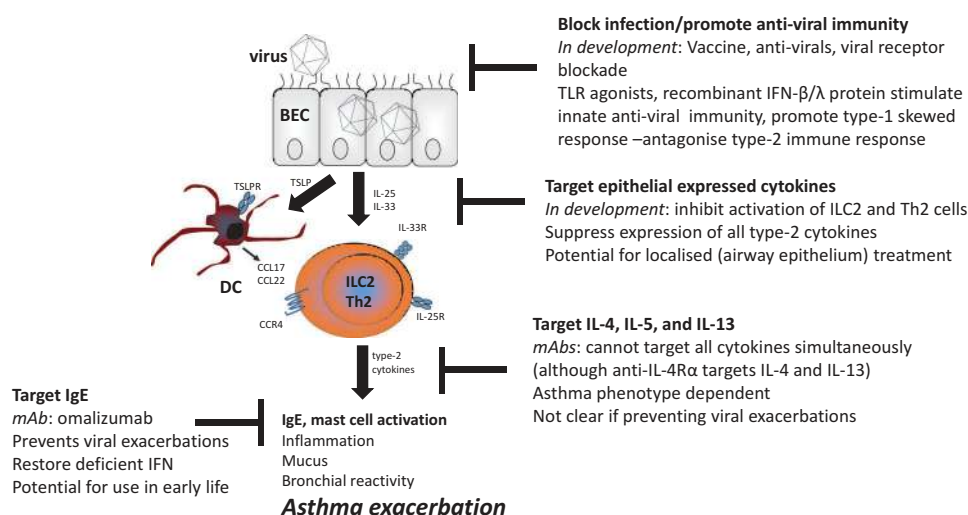 virus
BEC
Block infection/promote anti-viral immunity
In development: Vaccine, anti-virals, viral receptor
blockade
TLR agonists, recombinant IFN-β/λ protein stimulate
innate anti-viral immunity, promote type-1 skewed
response –antagonise type-2 immune response
TSLPR
TSLP
IL-25
IL-33
Target epithelial expressed cytokines
In development: inhibit activation of ILC2 and Th2 cells
Suppress expression of all type-2 cytokines
Potential for localised (airway epithelium) treatment
IL-33R
CCL17
CCL22
DC
ILC2
Th2
CCR4
IL-25R
type-2
cytokines
Target IL-4, IL-5, and IL-13
mAbs: cannot target all cytokines simultaneously
(although anti-IL-4Rα targets IL-4 and IL-13)
Asthma phenotype dependent
Not clear if preventing viral exacerbations
Target IgE
mAb: omalizumab
Prevents viral exacerbations
Restore deficient IFN
Potential for use in early life
IgE, mast cell activation
Inflammation
Mucus
Bronchial reactivity
Asthma exacerbation